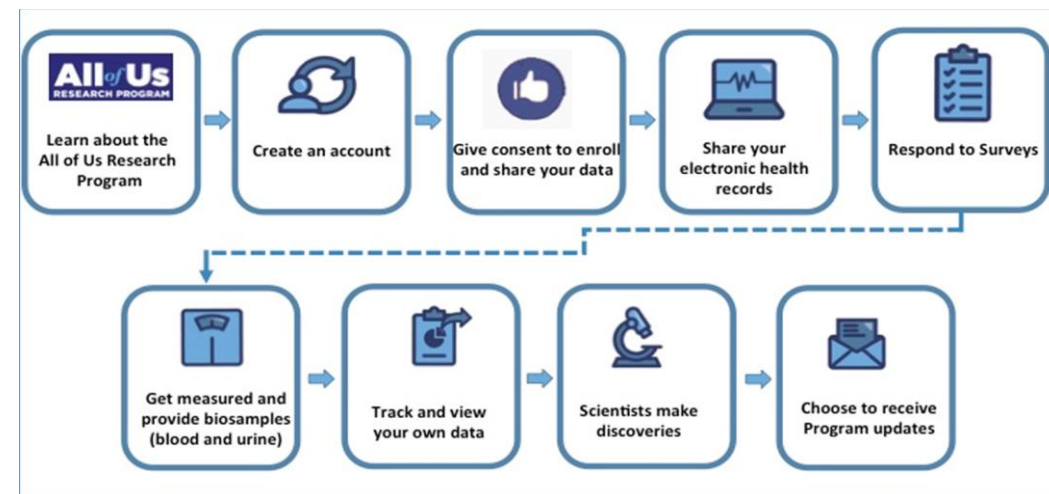 All of Us
RESEARCH PROGRAM
Learn about the
All of Us Research
Program
Create an account
Give consent to enroll
and share your data
Share your
electronic health
records
Respond to Surveys
Get measured and
provide biosamples
(blood and urine)
Track and view
your own data
Scientists make
discoveries
Choose to receive
Program updates